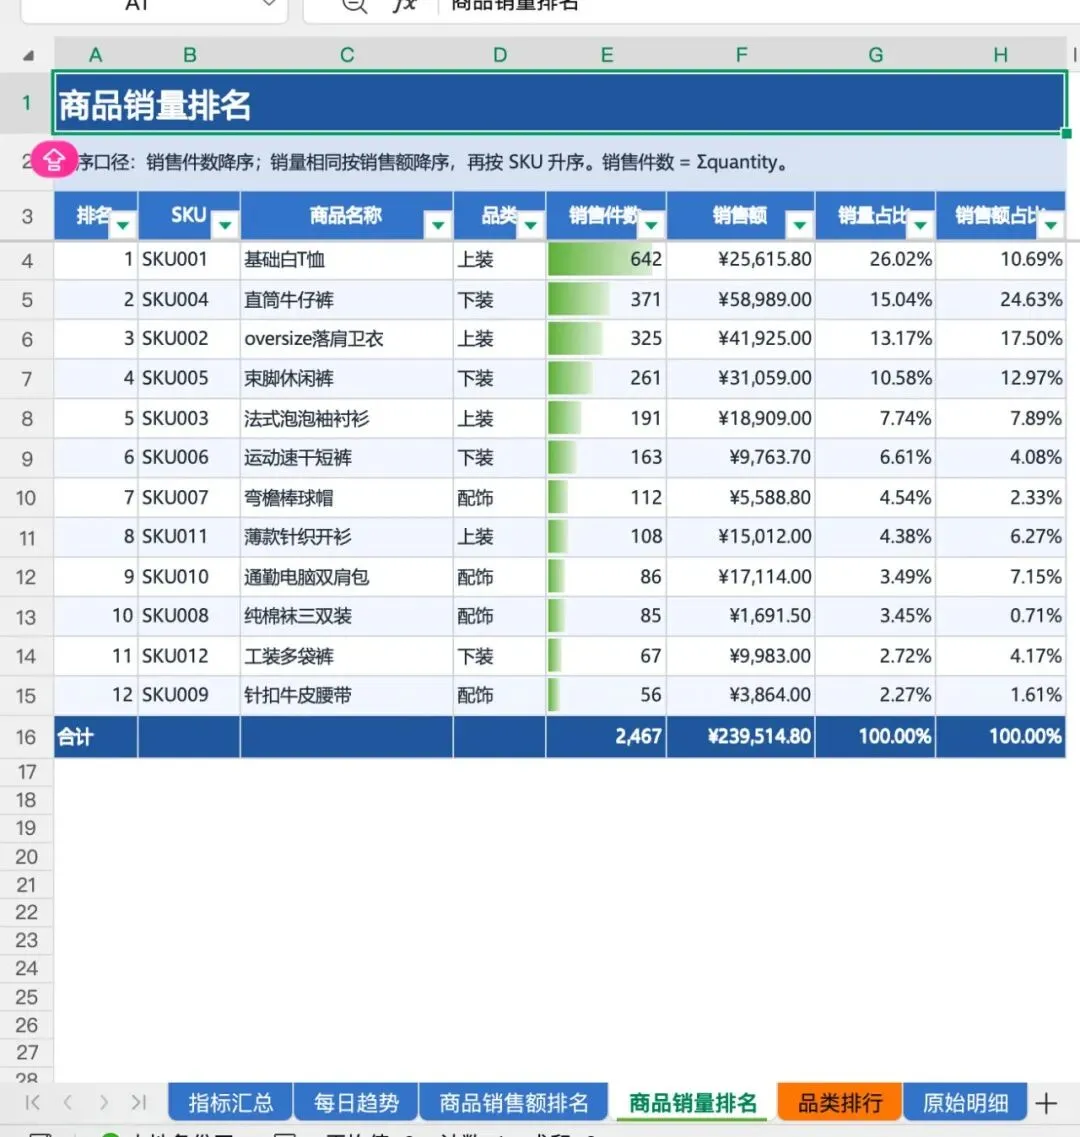 A1 fx 商品销量排名
A B C D E F G H I
1 商品销量排名
2 序口径：销售件数降序；销量相同按销售额降序，再按 SKU 升序。销售件数 = Σquantity。
3 排名 SKU 商品名称 品类 销售件数 销售额 销量占比 销售额占比
4 1 SKU001 基础白T恤 上装 642 ¥25,615.80 26.02% 10.69%
5 2 SKU004 直筒牛仔裤 下装 371 ¥58,989.00 15.04% 24.63%
6 3 SKU002 oversize落肩卫衣 上装 325 ¥41,925.00 13.17% 17.50%
7 4 SKU005 束脚休闲裤 下装 261 ¥31,059.00 10.58% 12.97%
8 5 SKU003 法式泡泡袖衬衫 上装 191 ¥18,909.00 7.74% 7.89%
9 6 SKU006 运动速干短裤 下装 163 ¥9,763.70 6.61% 4.08%
10 7 SKU007 弯檐棒球帽 配饰 112 ¥5,588.80 4.54% 2.33%
11 8 SKU011 薄款针织开衫 上装 108 ¥15,012.00 4.38% 6.27%
12 9 SKU010 通勤电脑双肩包 配饰 86 ¥17,114.00 3.49% 7.15%
13 10 SKU008 纯棉袜三双装 配饰 85 ¥1,691.50 3.45% 0.71%
14 11 SKU012 工装多袋裤 下装 67 ¥9,983.00 2.72% 4.17%
15 12 SKU009 针扣牛皮腰带 配饰 56 ¥3,864.00 2.27% 1.61%
16 合计 2,467 ¥239,514.80 100.00% 100.00%
17
18
19
20
21
22
23
24
25
26
27
28
指标汇总 每日趋势 商品销售额排名 商品销量排名 品类排行 原始明细